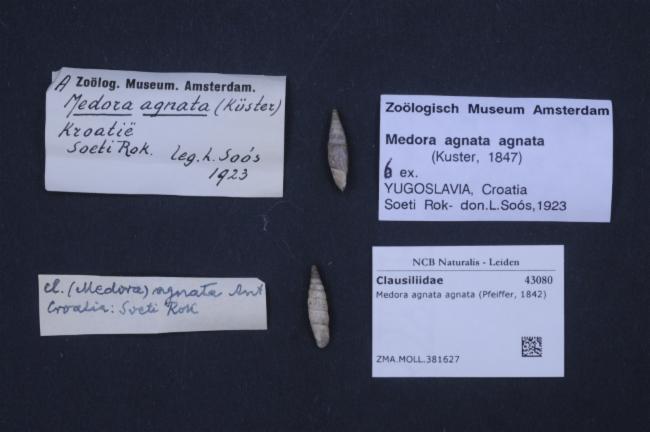 A Zoölog. Museum. Amsterdam.
Medora agnata (Küster)
Kroatië
Soeti Rok. leg. L. Soós
1923
Zoölogisch Museum Amsterdam
Medora agnata agnata
(Kuster, 1847)
6 ex.
YUGOSLAVIA, Croatia
Soeti Rok- don.L.Soós,1923
cl. (Medora) agnata Ant
Croatia: Soeti Rok
NCB Naturalis - Leiden
Clausiliidae 43080
Medora agnata agnata (Pfeiffer, 1842)
ZMA.MOLL.381627